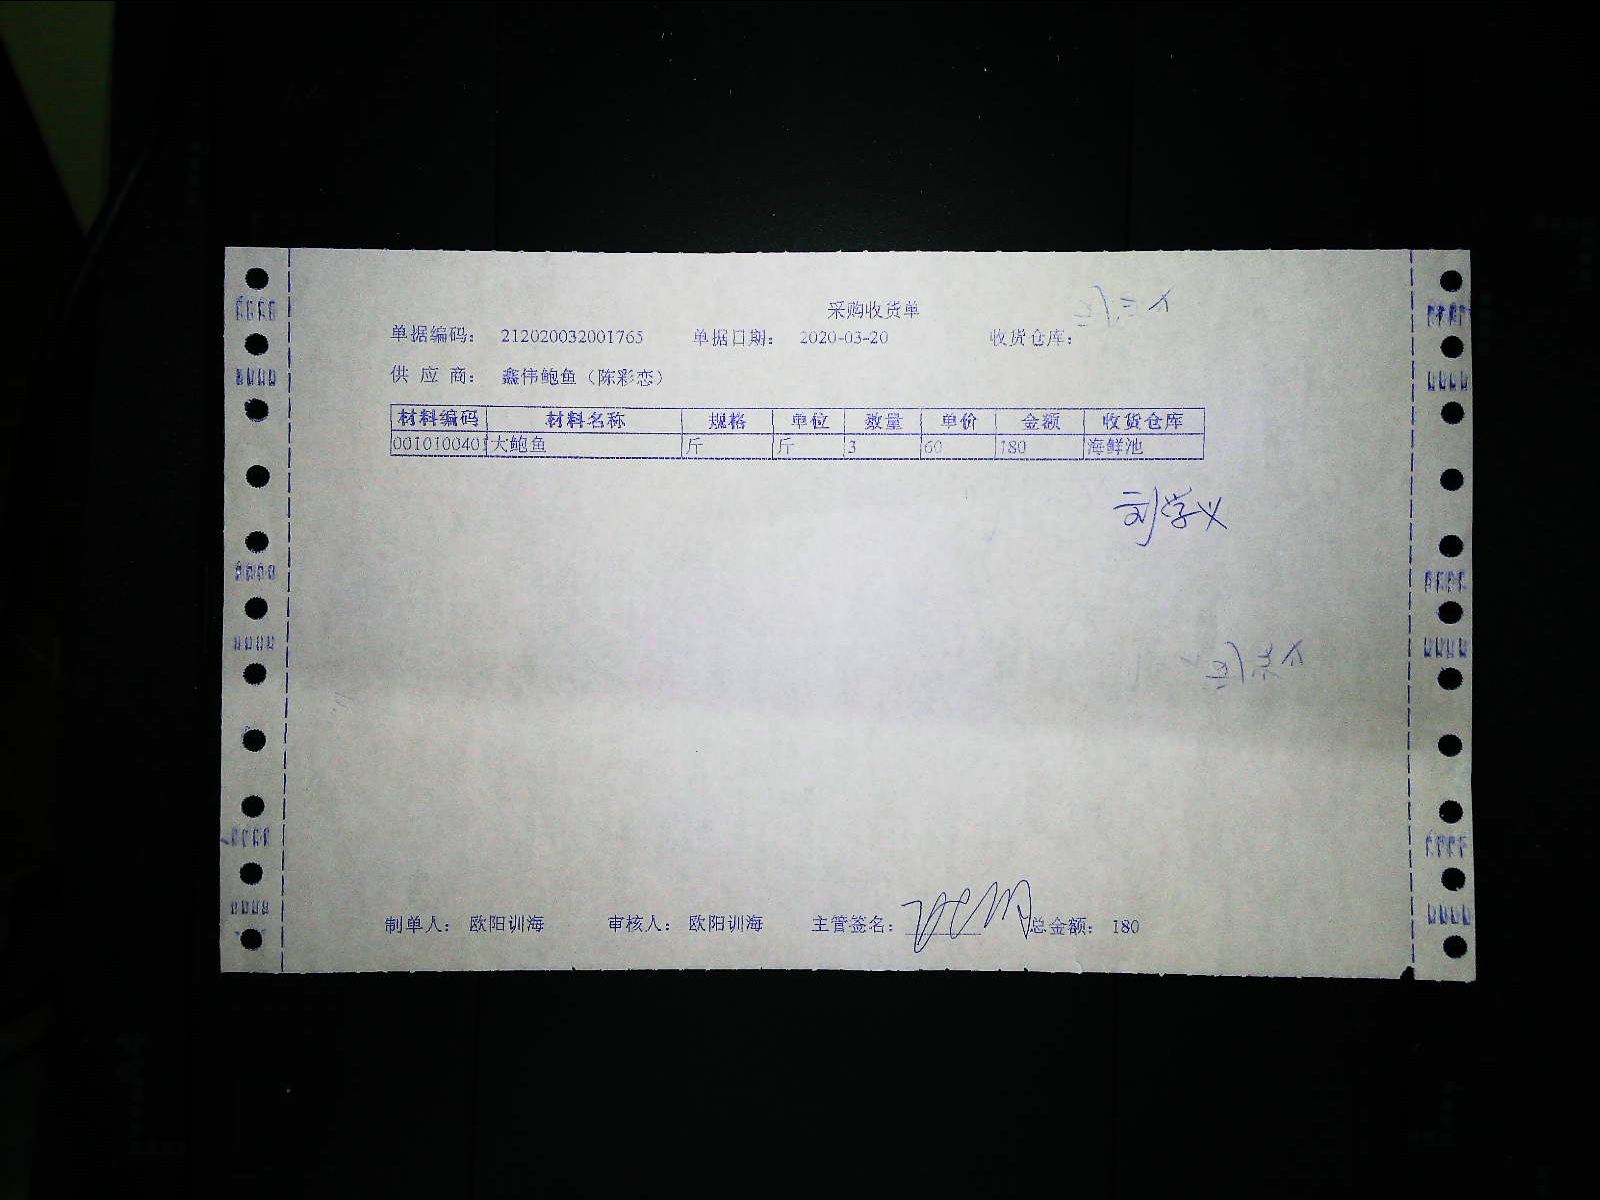 采购收货单
单据编码： 212020032001765 单据日期： 2020-03-20 收货仓库：
供 应 商： 鑫伟鲍鱼（陈彩恋）
材料编码 材料名称 规格 单位 数量 单价 金额 收货仓库
001010040 大鲍鱼 斤 斤 3 60 180 海鲜池
刘学义
制单人： 欧阳训海 审核人： 欧阳训海 主管签名： 总金额： 180